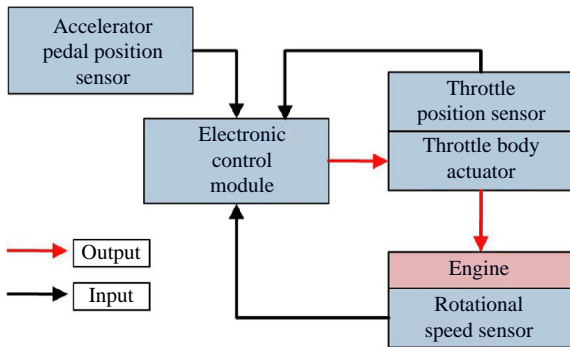 Accelerator
pedal position
sensor
Throttle
position sensor
Electronic
control
module
Throttle body
actuator
Output
Engine
Input
Rotational
speed sensor